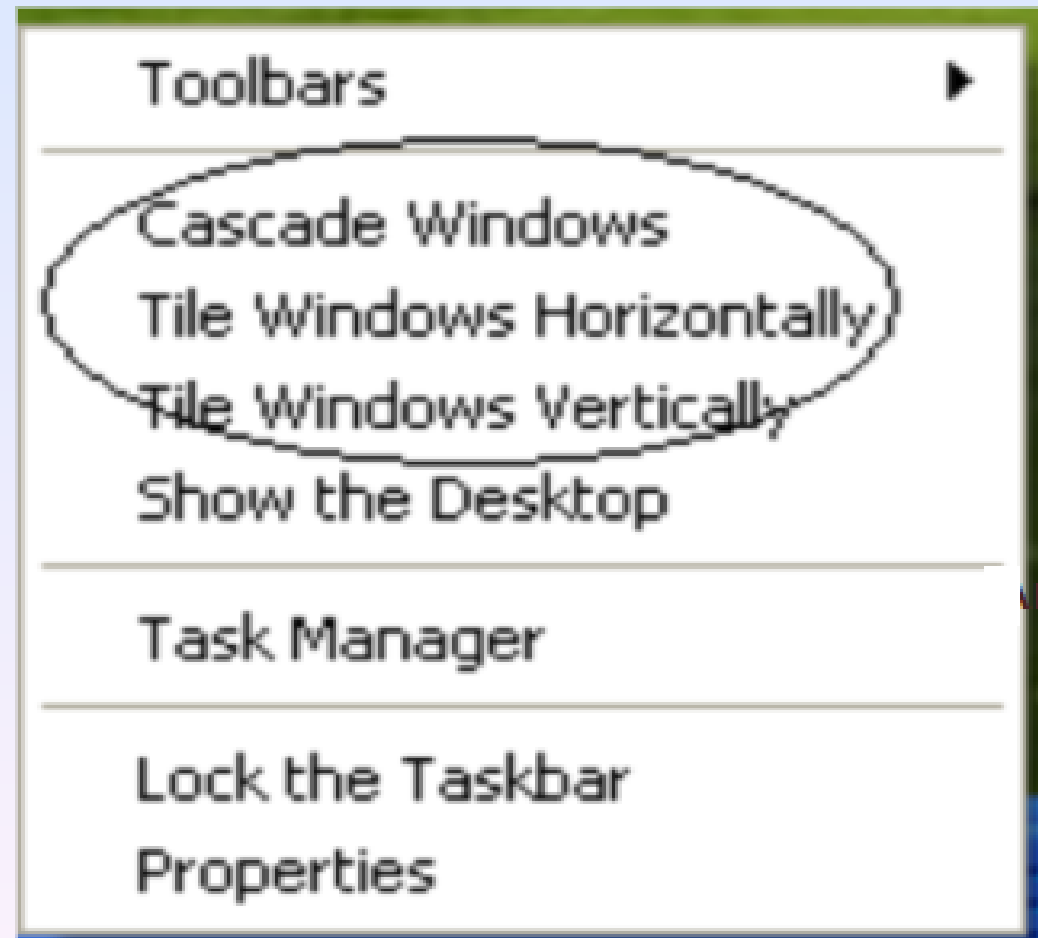 Toolbars
Cascade Windows
Tile Windows Horizontally
Tile Windows Vertically
Show the Desktop
Task Manager
Lock the Taskbar
Properties